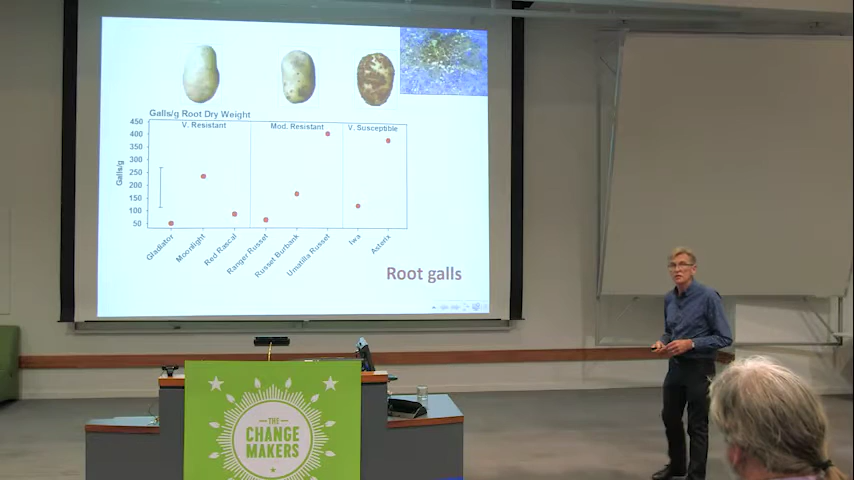 Galls/g Root Dry Weight
V. Resistant Mod. Resistant V. Susceptible
Galls/g
450
400
350
300
250
200
150
100
50
Gladiator Moonlight Red Rascal Ranger Russet Russet Burbank Umatilla Russet Iwa Asterix
Root galls
THE
CHANGE
MAKERS